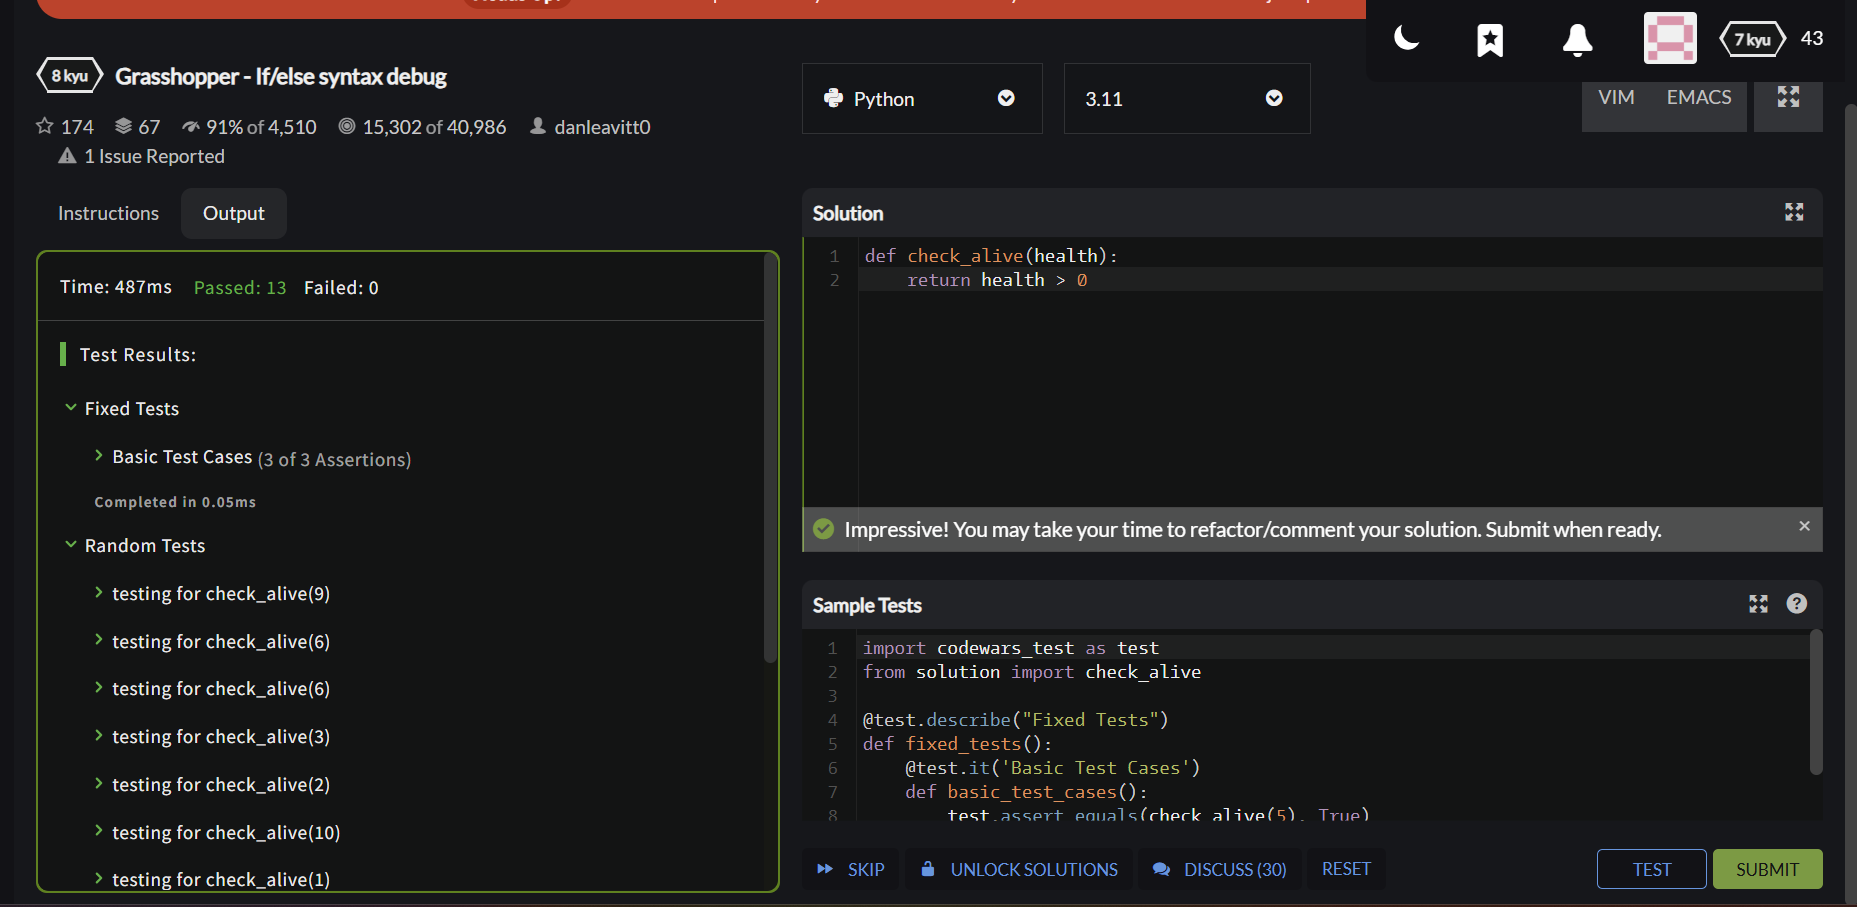 7 kyu 43
8 kyu Grasshopper - If/else syntax debug
174 67 91% of 4,510 15,302 of 40,986 danleavitt0
1 Issue Reported
Python
3.11
VIM EMACS
Instructions Output
Time: 487ms Passed: 13 Failed: 0
Test Results:
Fixed Tests
Basic Test Cases (3 of 3 Assertions)
Completed in 0.05ms
Random Tests
testing for check_alive(9)
testing for check_alive(6)
testing for check_alive(6)
testing for check_alive(3)
testing for check_alive(2)
testing for check_alive(10)
testing for check_alive(1)
Solution
1 def check_alive(health):
2 return health > 0
Impressive! You may take your time to refactor/comment your solution. Submit when ready.
Sample Tests
1 import codewars_test as test
2 from solution import check_alive
3
4 @test.describe("Fixed Tests")
5 def fixed_tests():
6 @test.it('Basic Test Cases')
7 def basic_test_cases():
8 test.assert_equals(check_alive(5), True)
SKIP UNLOCK SOLUTIONS DISCUSS (30) RESET
TEST SUBMIT